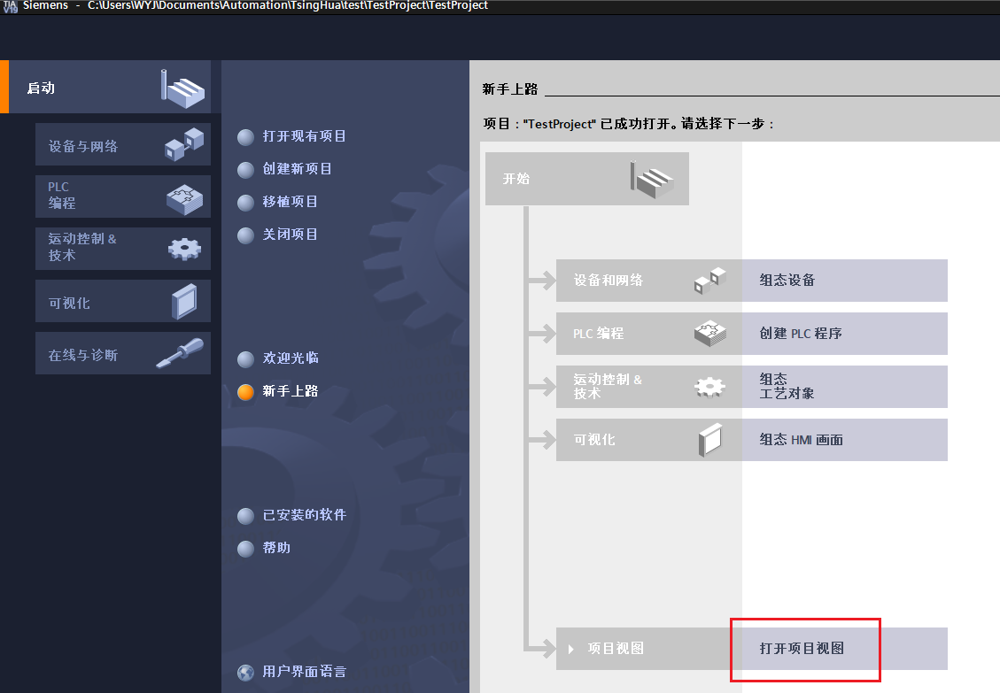 TIA
V19
Siemens - C:\Users\WYJ\Documents\Automation\TsingHua\test\TestProject\TestProject
启动
设备与网络
PLC
编程
运动控制 &
技术
可视化
在线与诊断
打开现有项目
创建新项目
移植项目
关闭项目
欢迎光临
新手上路
已安装的软件
帮助
用户界面语言
新手上路
项目："TestProject" 已成功打开。请选择下一步：
开始
设备和网络
组态设备
PLC 编程
创建 PLC 程序
运动控制 &
技术
组态
工艺对象
可视化
组态 HMI 画面
项目视图
打开项目视图